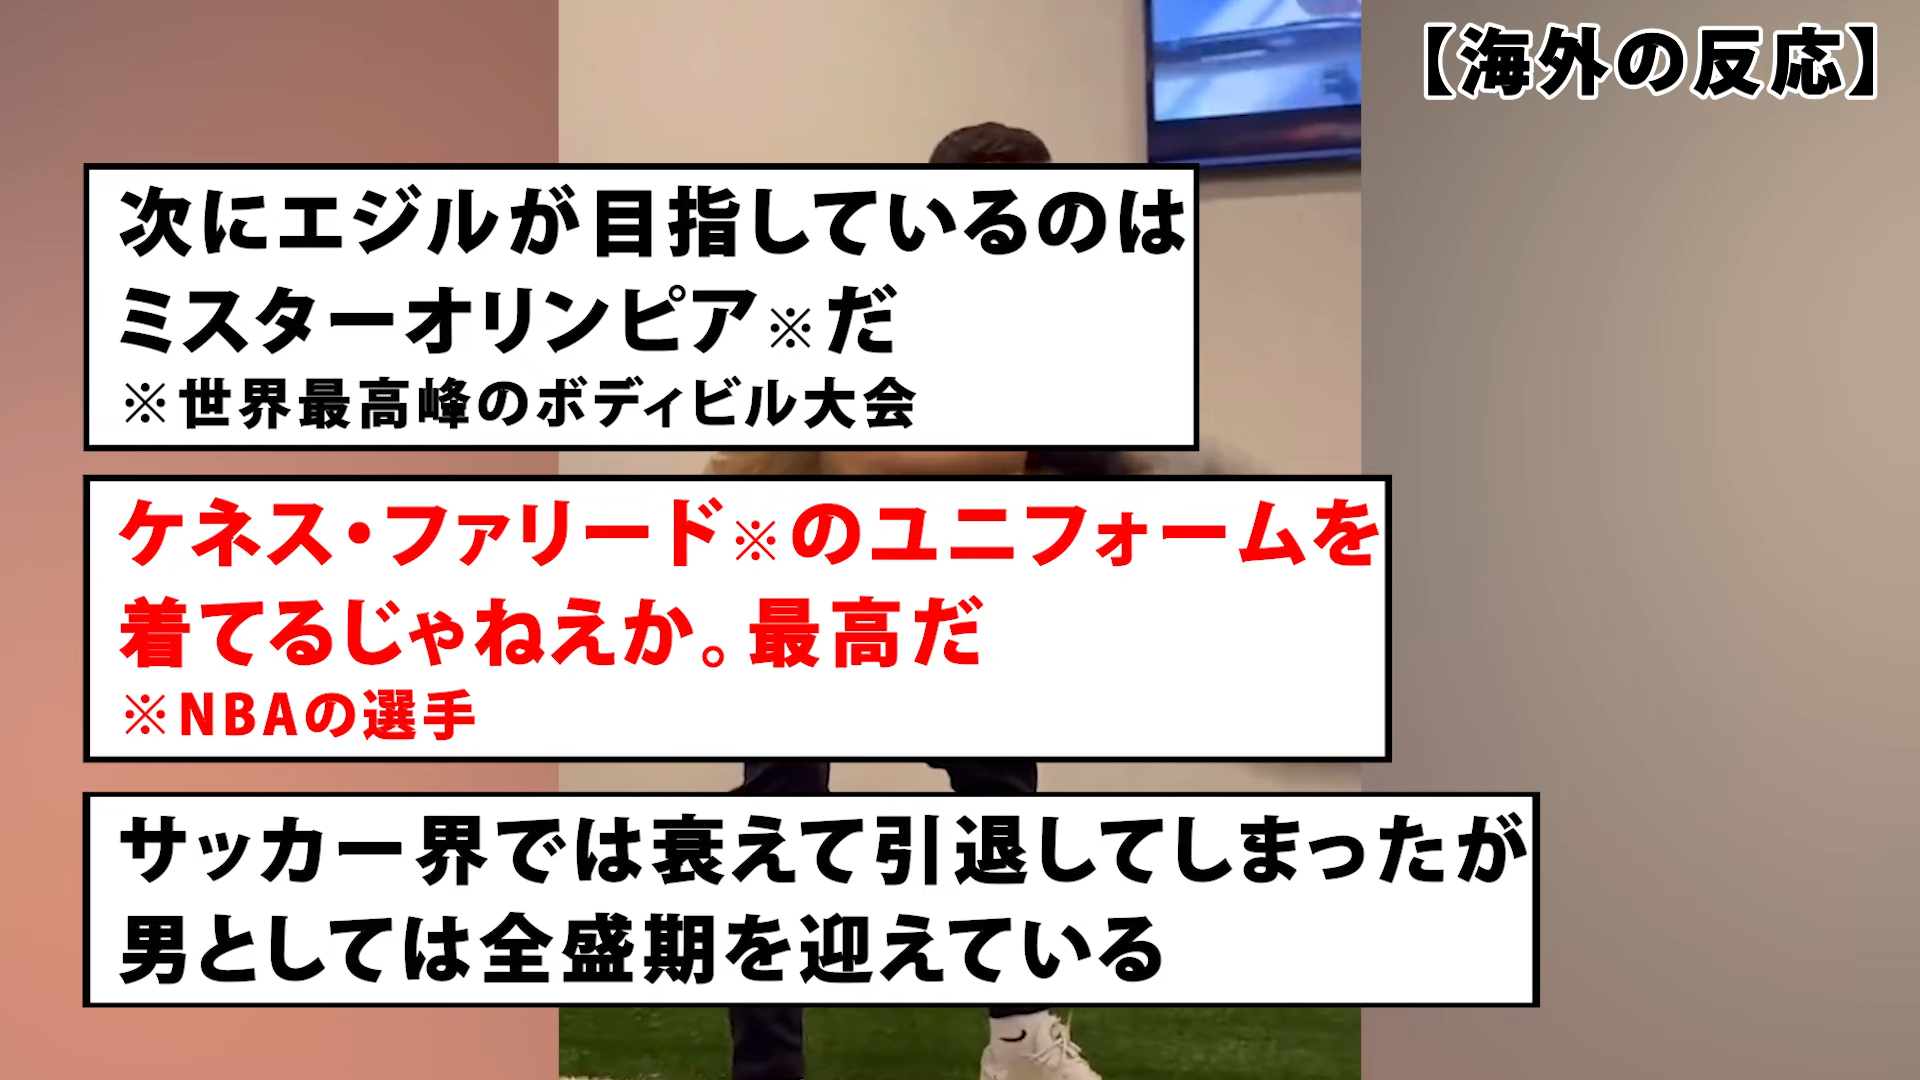 【海外の反応】
次にエジルが目指しているのは
ミスターオリンピア※だ
※世界最高峰のボディビル大会
ケネス・ファリード※のユニフォームを
着てるじゃねえか。最高だ
※NBAの選手
サッカー界では衰えて引退してしまったが
男としては全盛期を迎えている